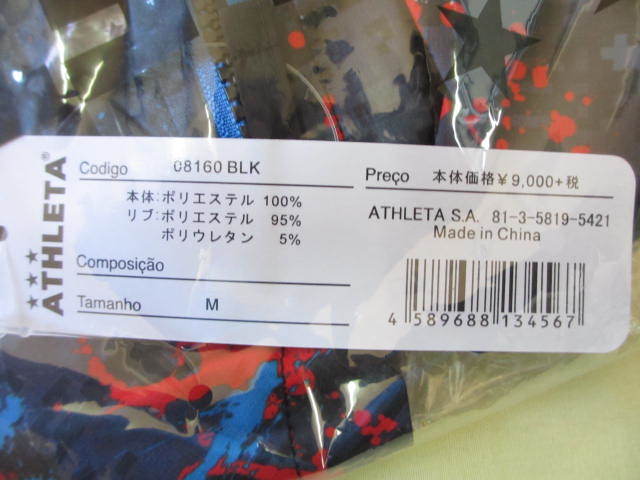 ATHLETA®
Codigo 08160 BLK
本体:ポリエステル 100%
リブ:ポリエステル 95%
ポリウレタン 5%
Composição
Tamanho M
Preço 本体価格¥9,000+税
ATHLETA S.A. 81-3-5819-5421
Made in China
4 589688 134567